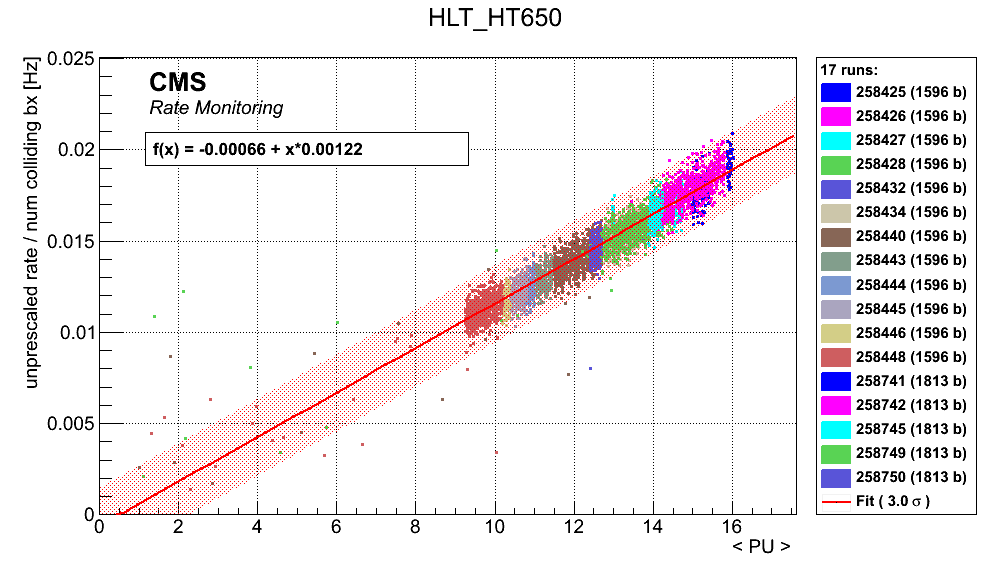 HLT_HT650
unprescaled rate / num colliding bx [Hz]
0.025
0.02
0.015
0.01
0.005
0
CMS
Rate Monitoring
f(x) = -0.00066 + x*0.00122
0 2 4 6 8 10 12 14 16
< PU >
17 runs:
258425 (1596 b)
258426 (1596 b)
258427 (1596 b)
258428 (1596 b)
258432 (1596 b)
258434 (1596 b)
258440 (1596 b)
258443 (1596 b)
258444 (1596 b)
258445 (1596 b)
258446 (1596 b)
258448 (1596 b)
258741 (1813 b)
258742 (1813 b)
258745 (1813 b)
258749 (1813 b)
258750 (1813 b)
Fit ( 3.0 σ )